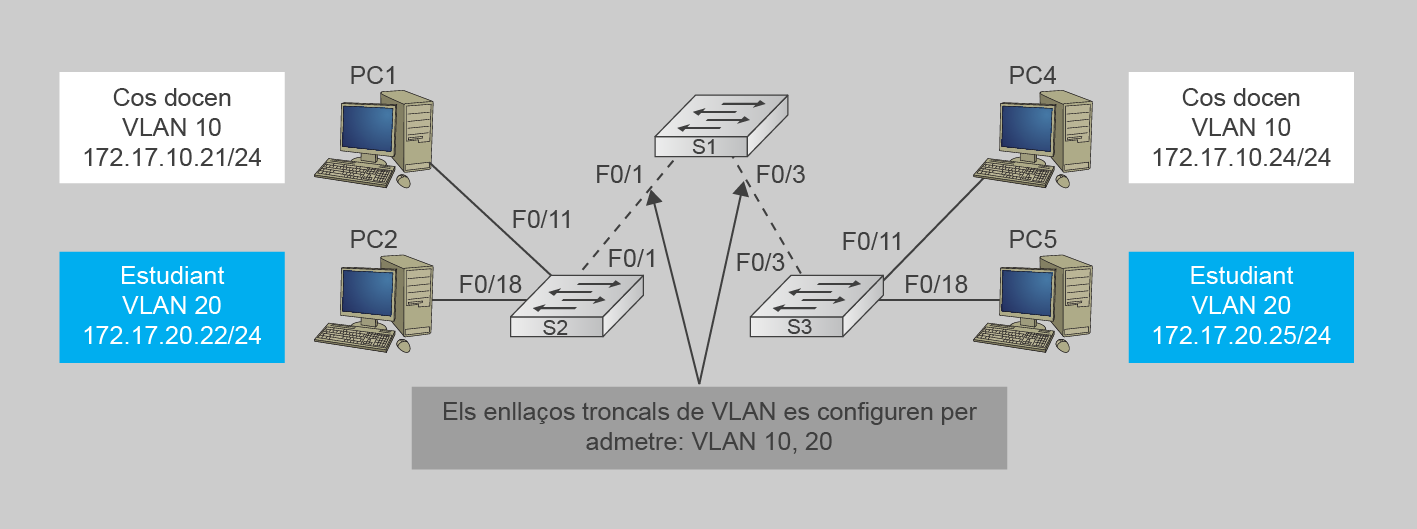 PC1
Cos docen
VLAN 10
172.17.10.21/24
PC4
Cos docen
VLAN 10
172.17.10.24/24
S1
F0/1
F0/3
F0/11
F0/11
PC2
F0/1
F0/3
PC5
Estudiant
VLAN 20
172.17.20.22/24
F0/18
S2
S3
F0/18
Estudiant
VLAN 20
172.17.20.25/24
Els enllaços troncals de VLAN es configuren per
admetre: VLAN 10, 20